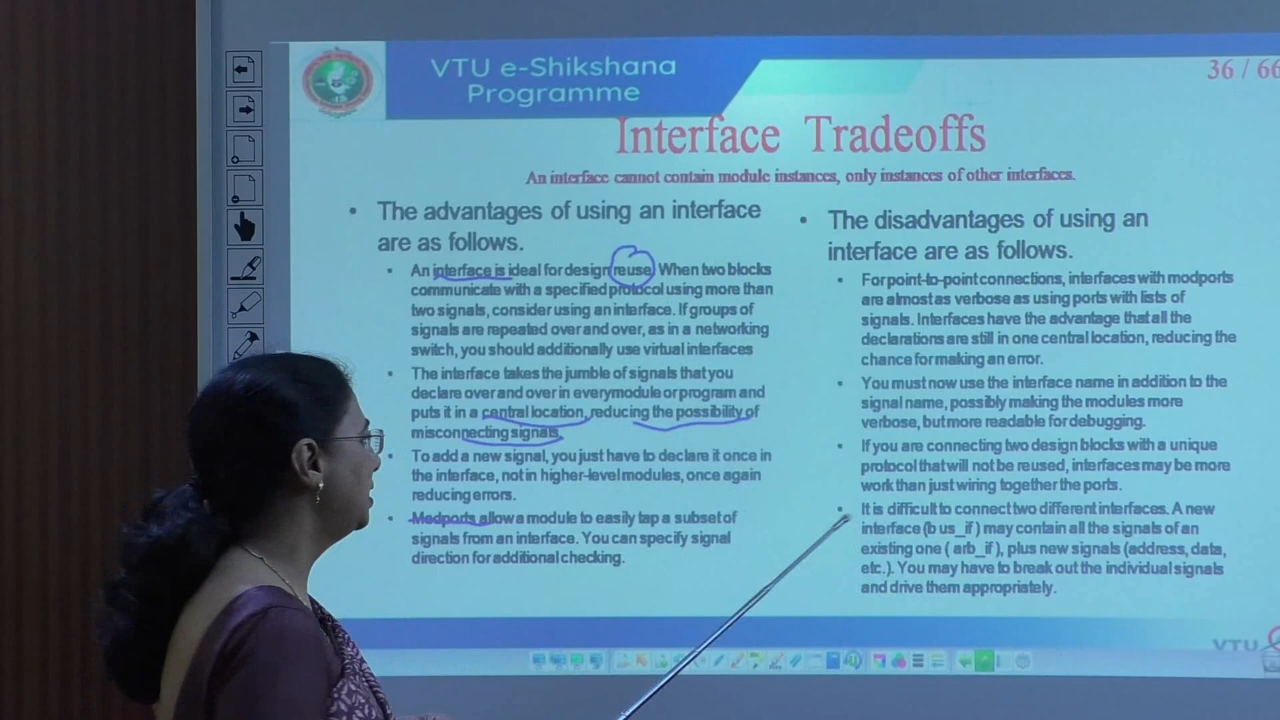 VTU e-Shikshana
Programme
36 / 66
Interface Tradeoffs
An interface cannot contain module instances, only instances of other interfaces.
• The advantages of using an interface
are as follows.
• An interface is ideal for design reuse. When two blocks
communicate with a specified protocol using more than
two signals, consider using an interface. If groups of
signals are repeated over and over, as in a networking
switch, you should additionally use virtual interfaces
• The interface takes the jumble of signals that you
declare over and over in everymodule or program and
puts it in a central location, reducing the possibility of
misconnecting signals.
• To add a new signal, you just have to declare it once in
the interface, not in higher-level modules, once again
reducing errors.
• Modports allow a module to easily tap a subset of
signals from an interface. You can specify signal
direction for additional checking.
• The disadvantages of using an
interface are as follows.
• For point-to-point connections, interfaces with modports
are almost as verbose as using ports with lists of
signals. Interfaces have the advantage that all the
declarations are still in one central location, reducing the
chance for making an error.
• You must now use the interface name in addition to the
signal name, possibly making the modules more
verbose, but more readable for debugging.
• If you are connecting two design blocks with a unique
protocol that will not be reused, interfaces may be more
work than just wiring together the ports.
• It is difficult to connect two different interfaces. A new
interface (b us_if ) may contain all the signals of an
existing one ( arb_if ), plus new signals (address, data,
etc.). You may have to break out the individual signals
and drive them appropriately.
VTU